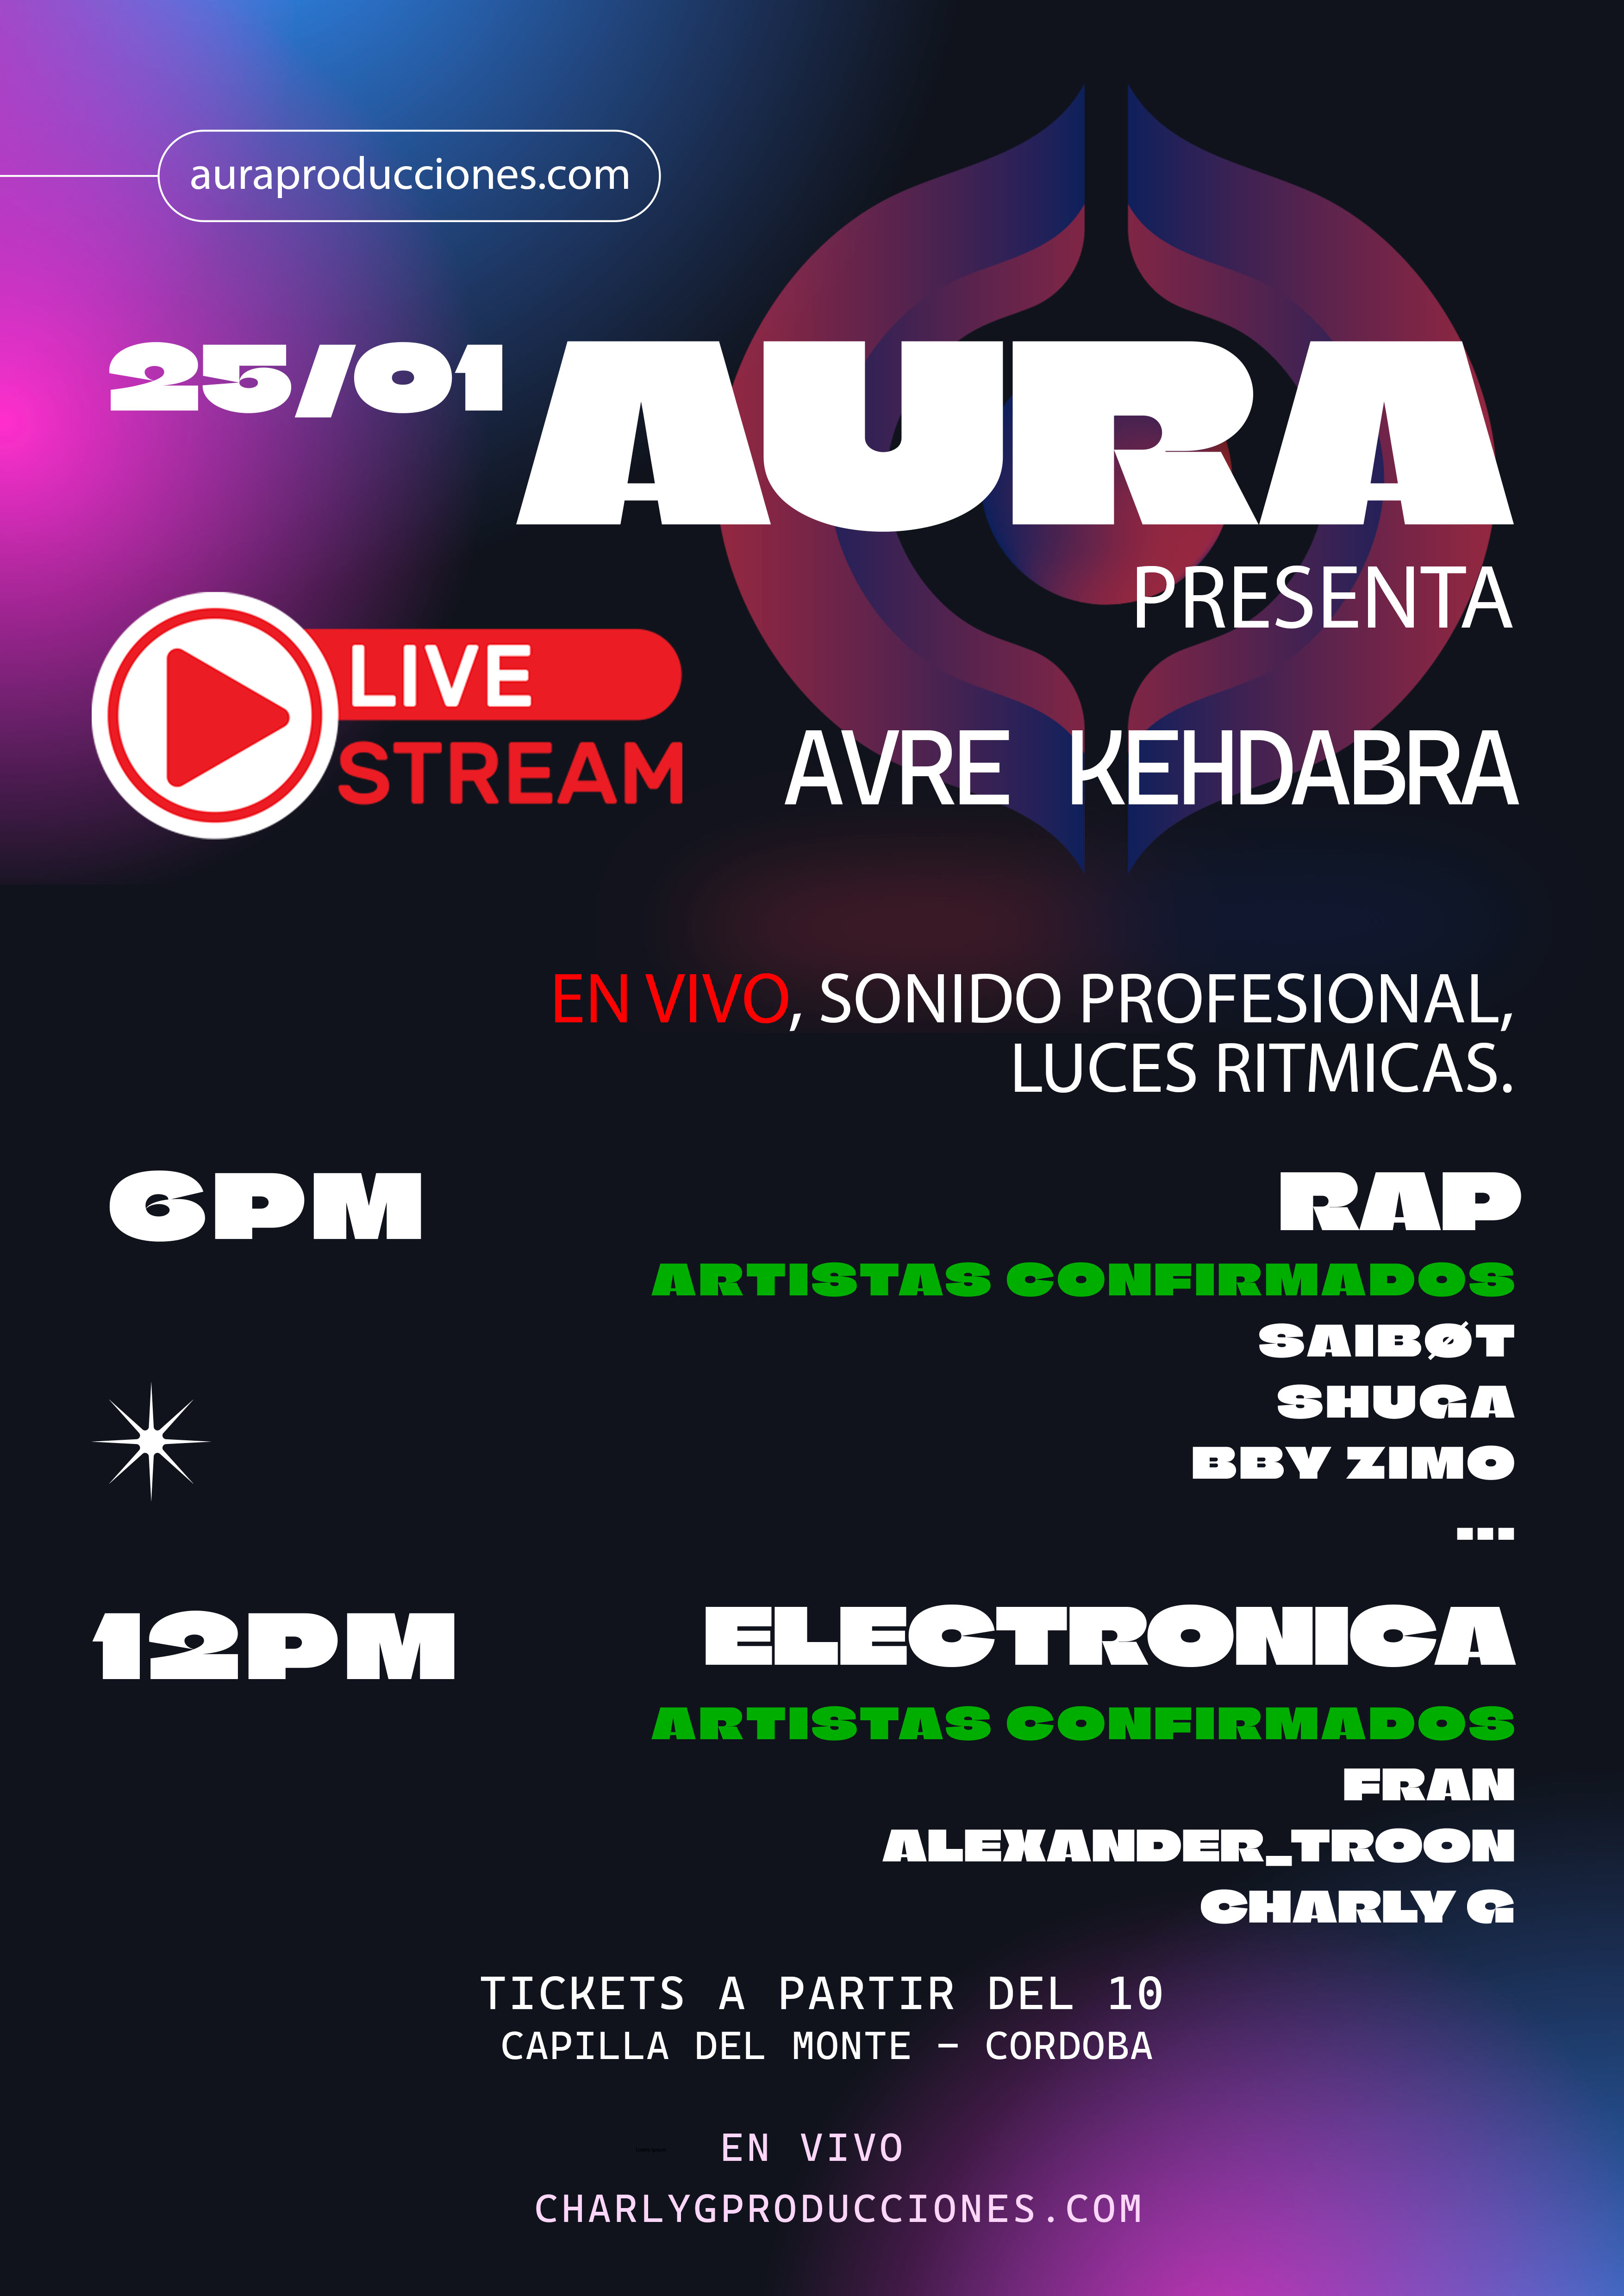 auraproducciones.com
25/01
AURA
PRESENTA
LIVE
STREAM
AVRE KEHDABRA
EN VIVO, SONIDO PROFESIONAL,
LUCES RITMICAS.
6PM
RAP
ARTISTAS CONFIRMADOS
SAIBØT
SHUGA
BBY ZIMO
...
12PM
ELECTRONICA
ARTISTAS CONFIRMADOS
FRAN
ALEXANDER_TROON
CHARLY G
TICKETS A PARTIR DEL 10
CAPILLA DEL MONTE - CORDOBA
EN VIVO
CHARLYGPRODUCCIONES.COM